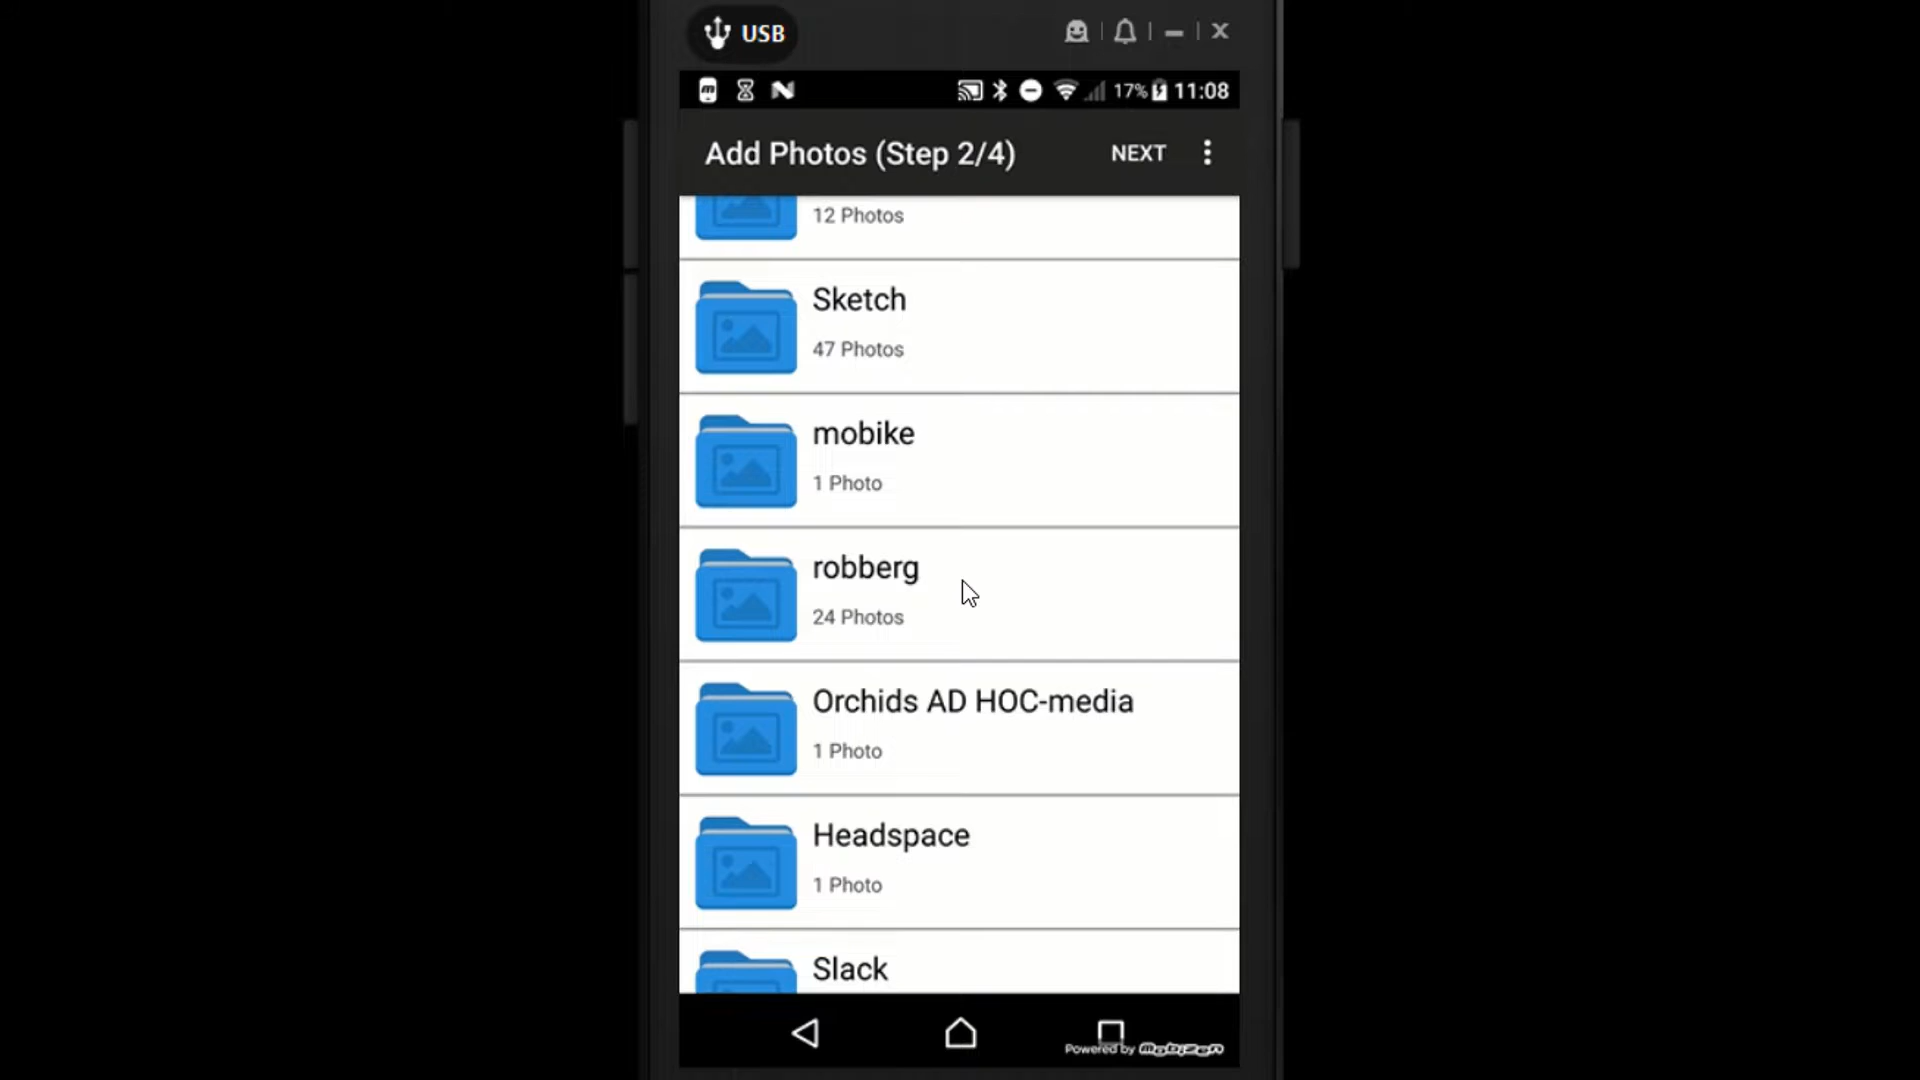 USB
17% 11:08
Add Photos (Step 2/4) NEXT
12 Photos
Sketch
47 Photos
mobike
1 Photo
robberg
24 Photos
Orchids AD HOC-media
1 Photo
Headspace
1 Photo
Slack
Powered by mobizen